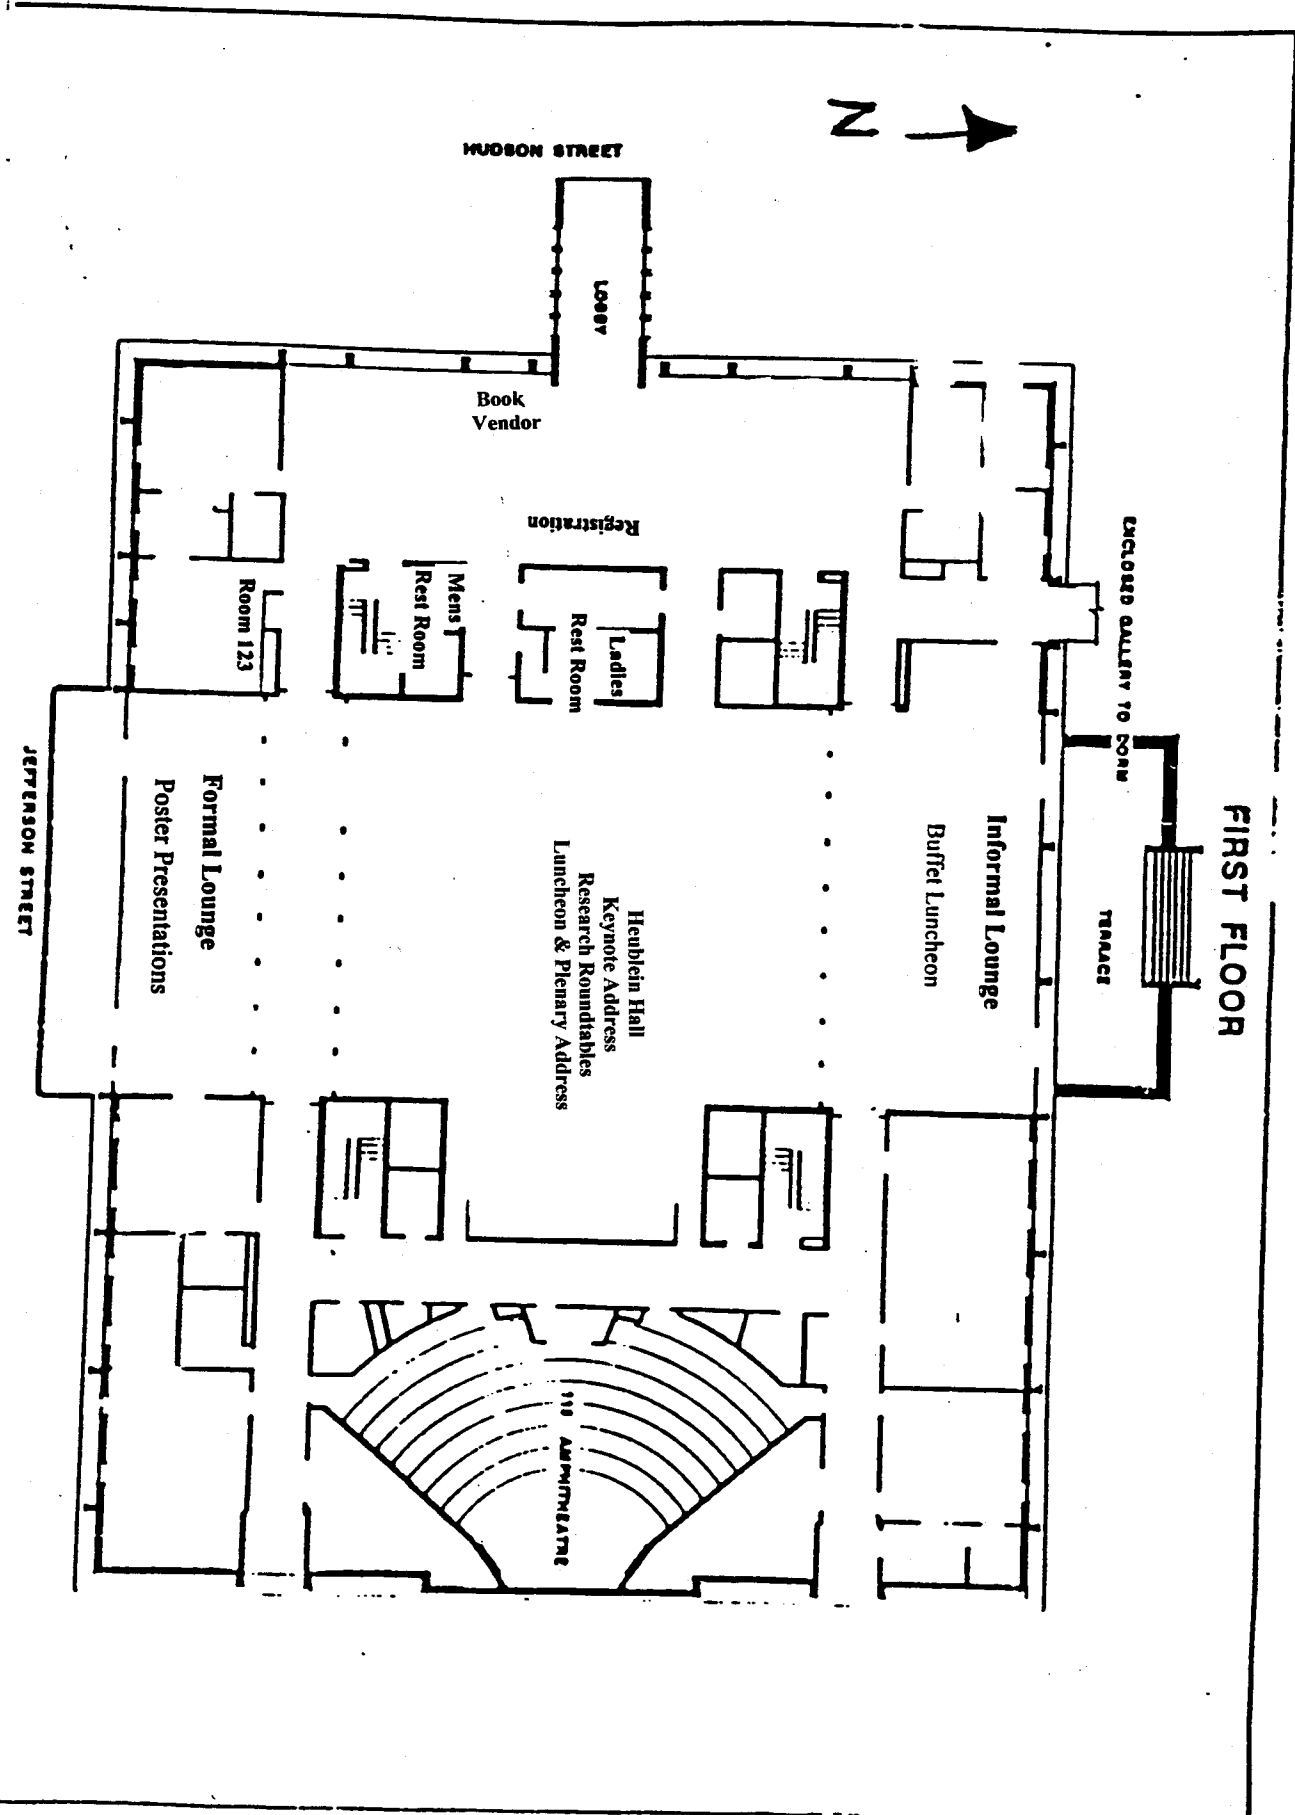 FIRST FLOOR
N
HUDSON STREET
LOBBY
Book
Vendor
Registration
ENCLOSED GALLERY TO DORM
TERRACE
Mens
Rest Room
Ladies
Rest Room
Room 123
Informal Lounge
Buffet Luncheon
Heublein Hall
Keynote Address
Research Roundtables
Luncheon & Plenary Address
Formal Lounge
Poster Presentations
JEFFERSON STREET
118 AMPHITHEATRE